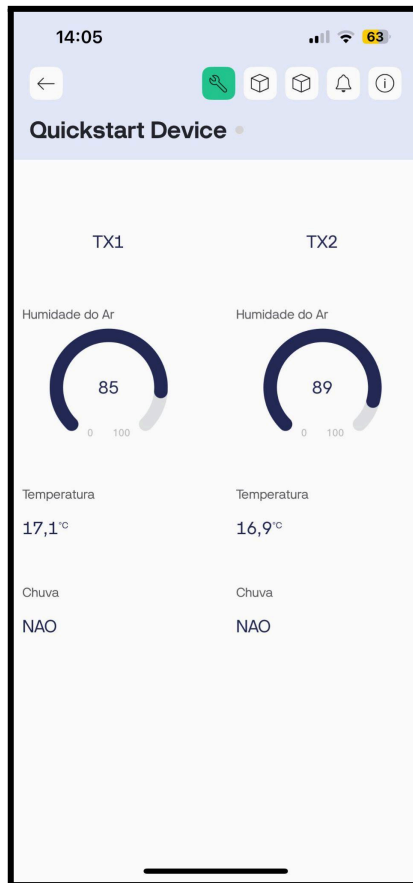 14:05 63
Quickstart Device
TX1 TX2
Humidade do Ar Humidade do Ar
85 89
0 100 0 100
Temperatura Temperatura
17,1°C 16,9°C
Chuva Chuva
NAO NAO